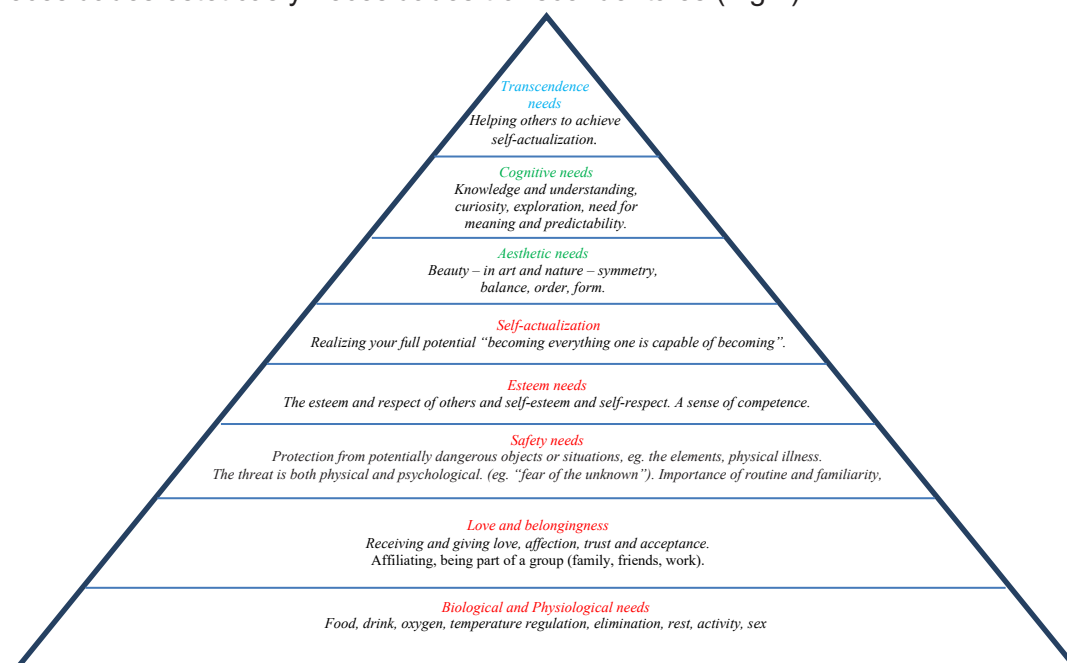 Transcendence
needs
Helping others to achieve
self-actualization.
Cognitive needs
Knowledge and understanding,
curiosity, exploration, need for
meaning and predictability.
Aesthetic needs
Beauty – in art and nature – symmetry,
balance, order, form.
Self-actualization
Realizing your full potential “becoming everything one is capable of becoming”.
Esteem needs
The esteem and respect of others and self-esteem and self-respect. A sense of competence.
Safety needs
Protection from potentially dangerous objects or situations, eg. the elements, physical illness.
The threat is both physical and psychological. (eg. “fear of the unknown”). Importance of routine and familiarity,
Love and belongingness
Receiving and giving love, affection, trust and acceptance.
Affiliating, being part of a group (family, friends, work).
Biological and Physiological needs
Food, drink, oxygen, temperature regulation, elimination, rest, activity, sex